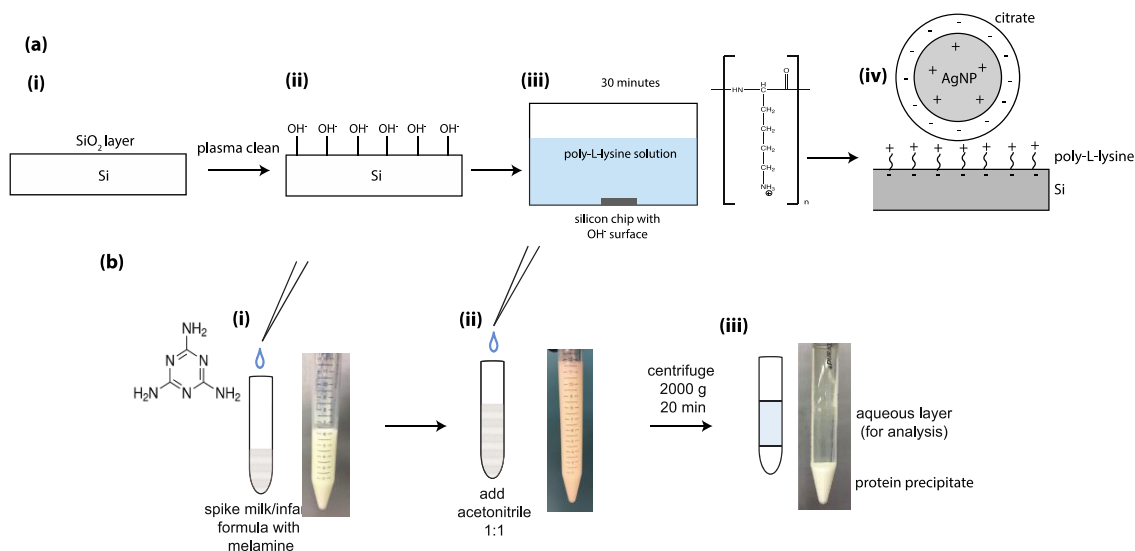 (a)
(i)
SiO2 layer
Si
plasma clean
(ii)
OH- OH- OH- OH- OH- OH-
Si
(iii)
30 minutes
poly-L-lysine solution
silicon chip with
OH- surface
HN
H
C
O
CH2
CH2
CH2
CH2
NH3
⊕
n
(iv)
citrate
AgNP
poly-L-lysine
Si
(b)
NH2
N
N
N
H2N
NH2
(i)
spike milk/infan
formula with
melamine
(ii)
add
acetonitrile
1:1
centrifuge
2000 g
20 min
(iii)
aqueous layer
(for analysis)
protein precipitate